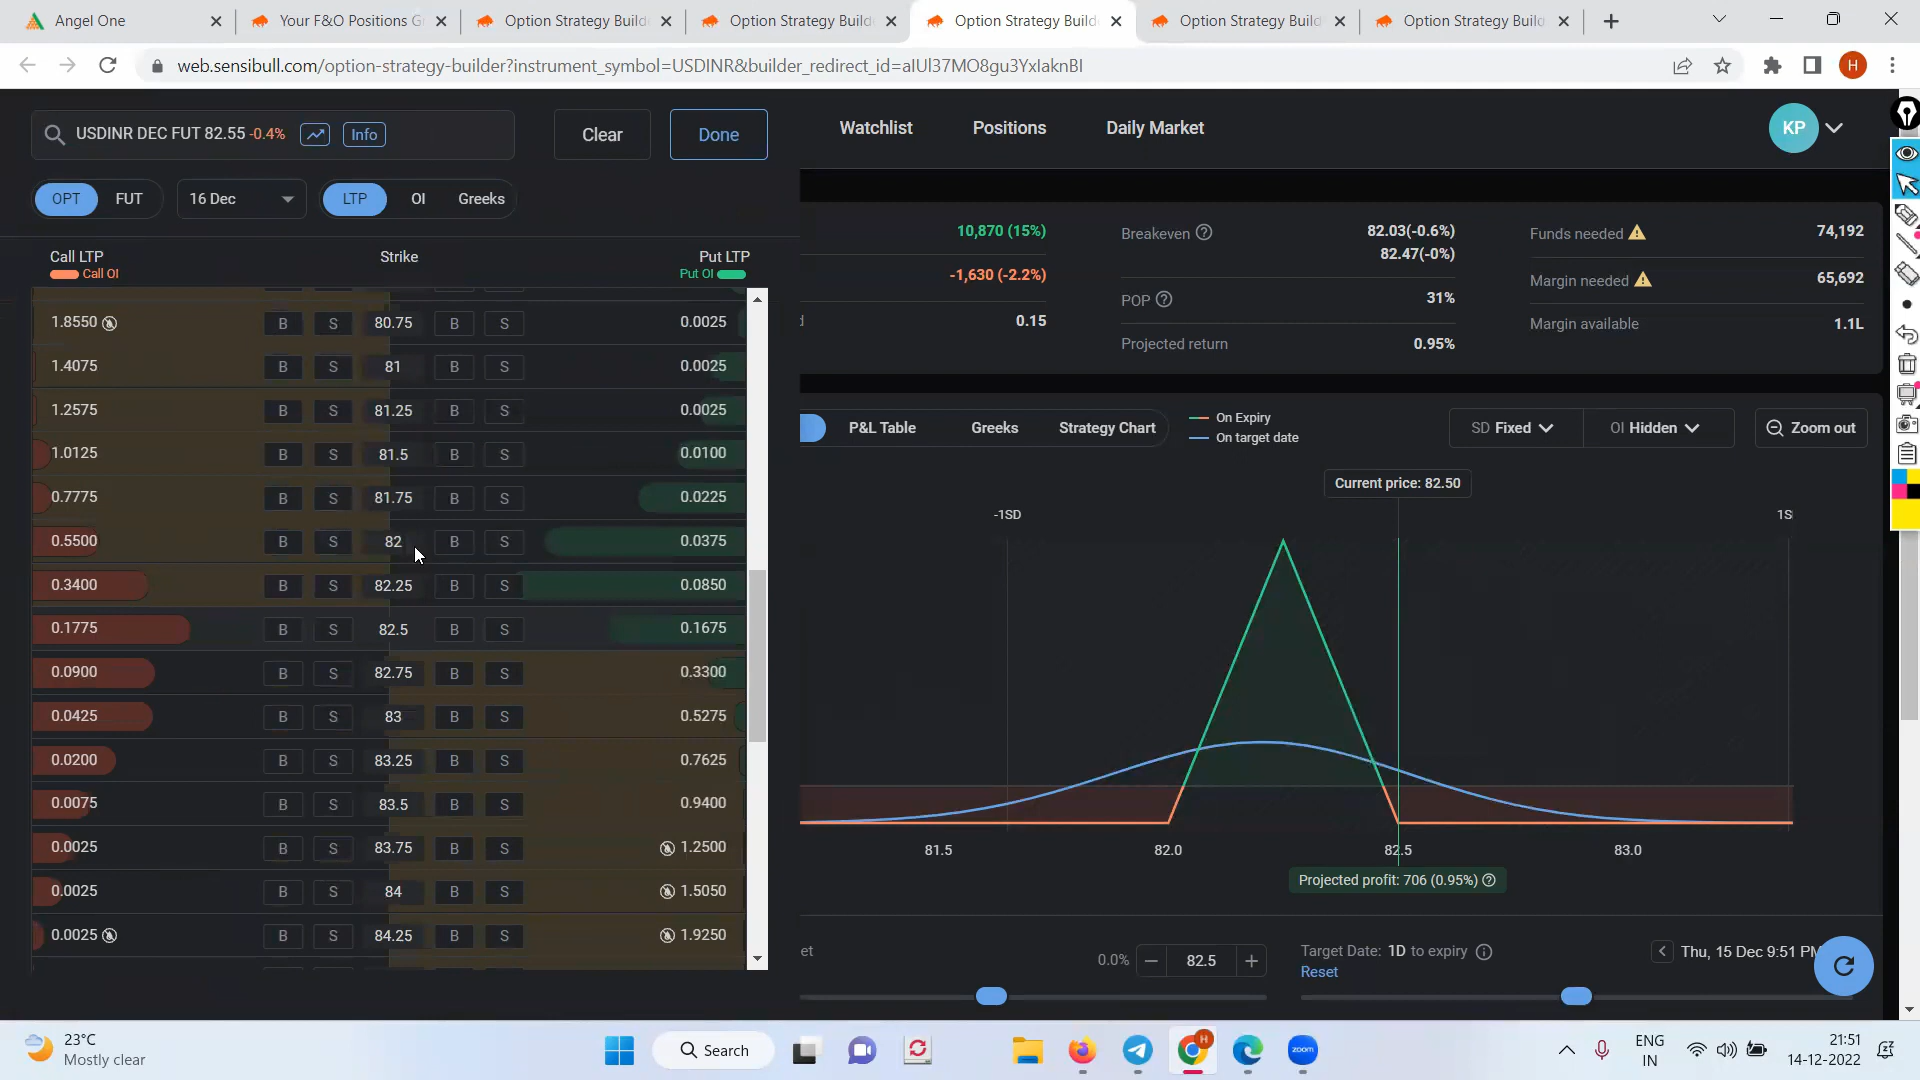 Angel One
Your F&O Positions G
Option Strategy Builde
Option Strategy Build
Option Strategy Builde
Option Strategy Build
Option Strategy Build
web.sensibull.com/option-strategy-builder?instrument_symbol=USDINR&builder_redirect_id=aIUl37MO8gu3YxIaknBI
H
USDINR DEC FUT 82.55 -0.4%
Info
Clear
Done
Watchlist
Positions
Daily Market
KP
OPT
FUT
16 Dec
LTP
OI
Greeks
Call LTP
Call OI
Strike
Put LTP
Put OI
1.8550 B S 80.75 B S 0.0025
1.4075 B S 81 B S 0.0025
1.2575 B S 81.25 B S 0.0025
1.0125 B S 81.5 B S 0.0100
0.7775 B S 81.75 B S 0.0225
0.5500 B S 82 B S 0.0375
0.3400 B S 82.25 B S 0.0850
0.1775 B S 82.5 B S 0.1675
0.0900 B S 82.75 B S 0.3300
0.0425 B S 83 B S 0.5275
0.0200 B S 83.25 B S 0.7625
0.0075 B S 83.5 B S 0.9400
0.0025 B S 83.75 B S 1.2500
0.0025 B S 84 B S 1.5050
0.0025 B S 84.25 B S 1.9250
10,870 (15%)
-1,630 (-2.2%)
d 0.15
Breakeven 82.03(-0.6%)
82.47(-0%)
POP 31%
Projected return 0.95%
Funds needed 74,192
Margin needed 65,692
Margin available 1.1L
P&L Table
Greeks
Strategy Chart
On Expiry
On target date
SD Fixed
OI Hidden
Zoom out
Current price: 82.50
-1SD
1S
81.5
82.0
82.5
83.0
Projected profit: 706 (0.95%)
et
0.0%
82.5
Target Date: 1D to expiry
Reset
Thu, 15 Dec 9:51 PM
23°C
Mostly clear
Search
H
zoom
ENG
IN
21:51
14-12-2022